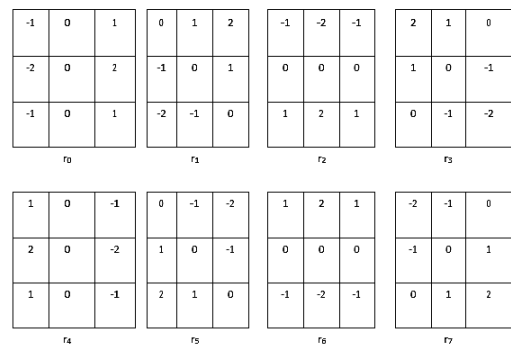 -1 0 1 0 1 2 -1 -2 -1 2 1 0
-2 0 2 -1 0 1 0 0 0 1 0 -1
-1 0 1 -2 -1 0 1 2 1 0 -1 -2
r0 r1 r2 r3
1 0 -1 0 -1 -2 1 2 1 -2 -1 0
2 0 -2 1 0 -1 0 0 0 -1 0 1
1 0 -1 2 1 0 -1 -2 -1 0 1 2
r4 r5 r6 r7